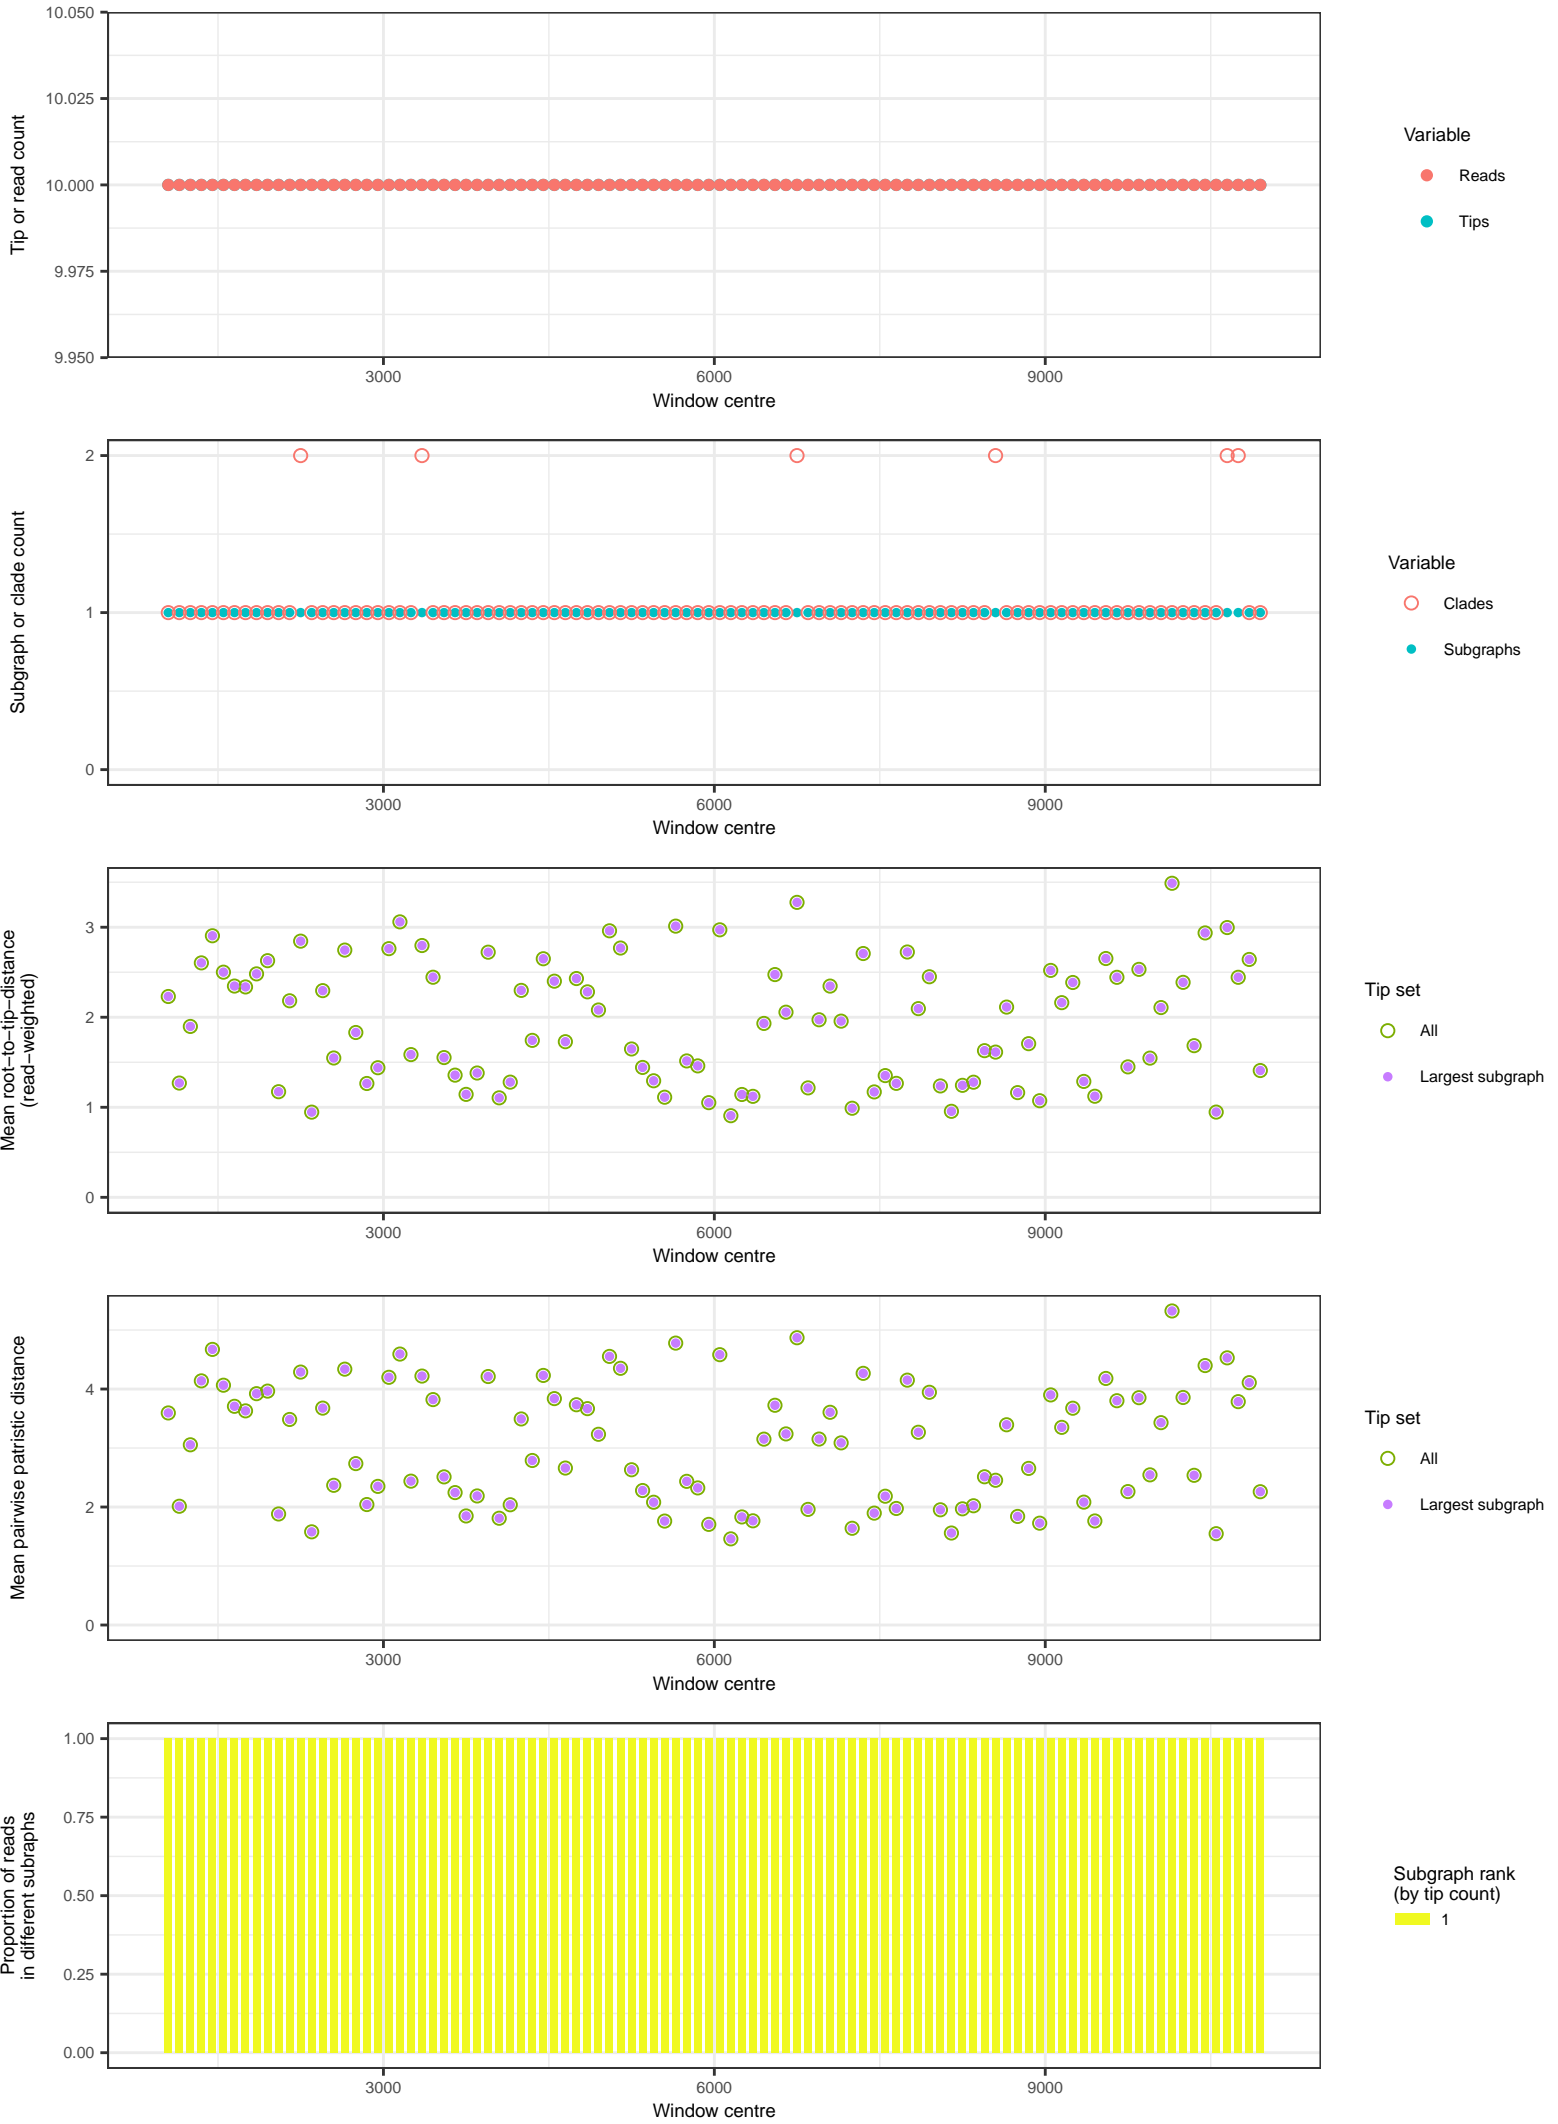 10.050
10.025
10.000
9.975
9.950
Tip or read count
3000
6000
9000
Window centre
Variable
Reads
Tips
2
1
0
Subgraph or clade count
3000
6000
9000
Window centre
Variable
Clades
Subgraphs
3
2
1
0
Mean root−to−tip−distance
(read−weighted)
3000
6000
9000
Window centre
Tip set
All
Largest subgraph
4
2
0
Mean pairwise patristic distance
3000
6000
9000
Window centre
Tip set
All
Largest subgraph
1.00
0.75
0.50
0.25
0.00
Proportion of reads
in different subraphs
3000
6000
9000
Window centre
Subgraph rank
(by tip count)
1